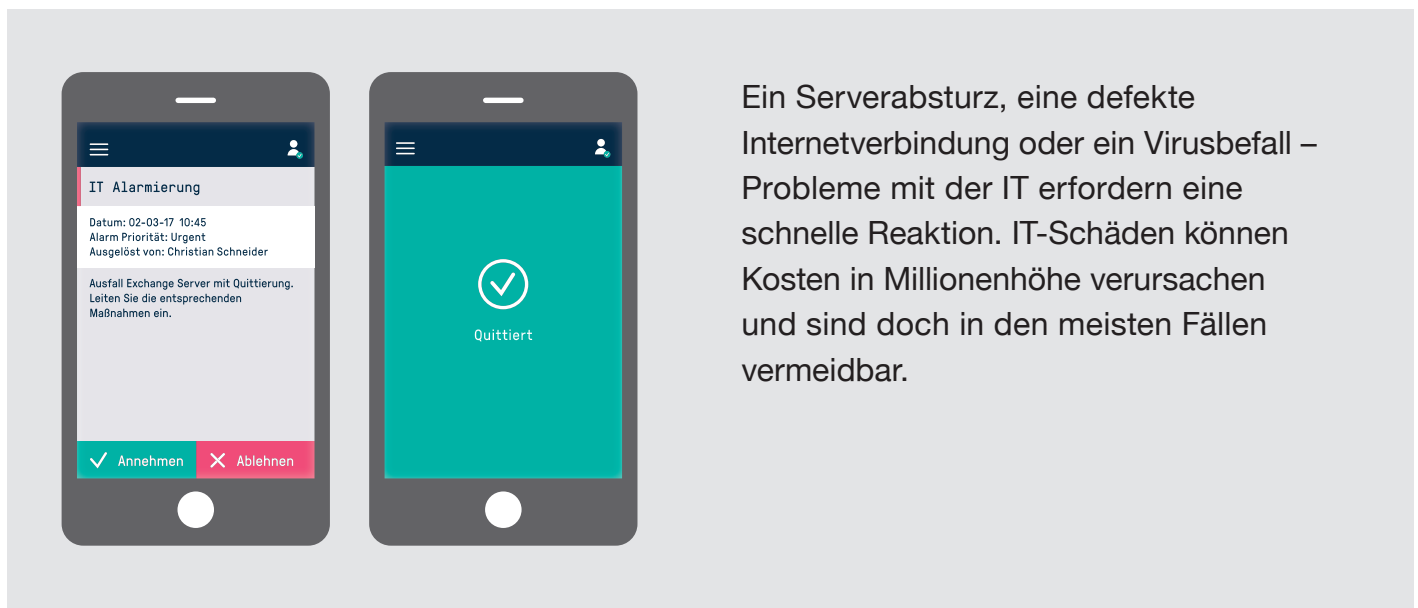 IT Alarmierung
Datum: 02-03-17 10:45
Alarm Priorität: Urgent
Ausgelöst von: Christian Schneider
Ausfall Exchange Server mit Quittierung.
Leiten Sie die entsprechenden
Maßnahmen ein.
Annehmen
Ablehnen
Quittiert
Ein Serverabsturz, eine defekte
Internetverbindung oder ein Virusbefall –
Probleme mit der IT erfordern eine
schnelle Reaktion. IT-Schäden können
Kosten in Millionenhöhe verursachen
und sind doch in den meisten Fällen
vermeidbar.